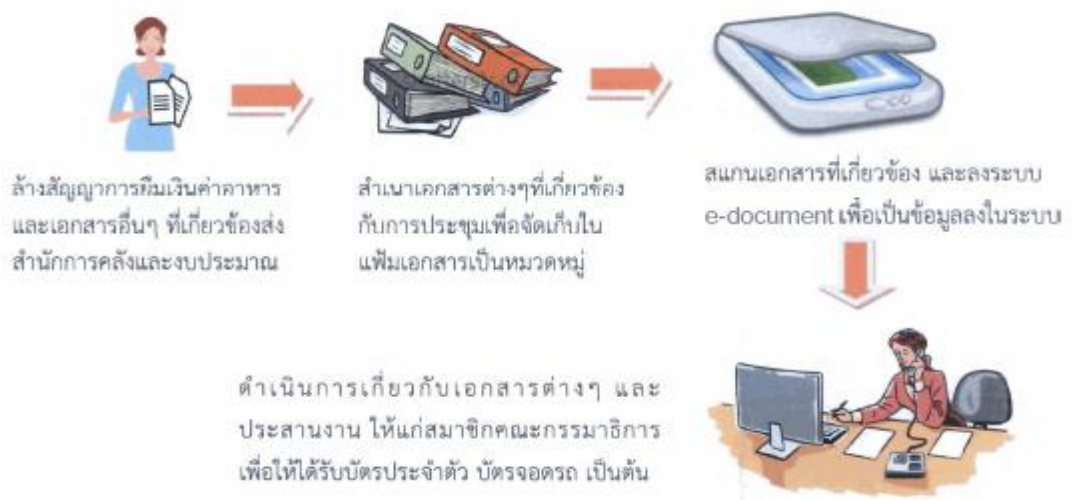 ล้างสัญญาการยืมเงินค่าอาหาร
และเอกสารอื่นๆ ที่เกี่ยวข้องส่ง
สำนักการคลังและงบประมาณ
สำเนาเอกสารต่างๆที่เกี่ยวข้อง
กับการประชุมเพื่อจัดเก็บใน
แฟ้มเอกสารเป็นหมวดหมู่
สแกนเอกสารที่เกี่ยวข้อง และลงระบบ
e-document เพื่อเป็นข้อมูลลงในระบบ
ดำเนินการเกี่ยวกับเอกสารต่างๆ และ
ประสานงาน ให้แก่สมาชิกคณะกรรมาธิการ
เพื่อให้ได้รับบัตรประจำตัว บัตรจอดรถ เป็นต้น